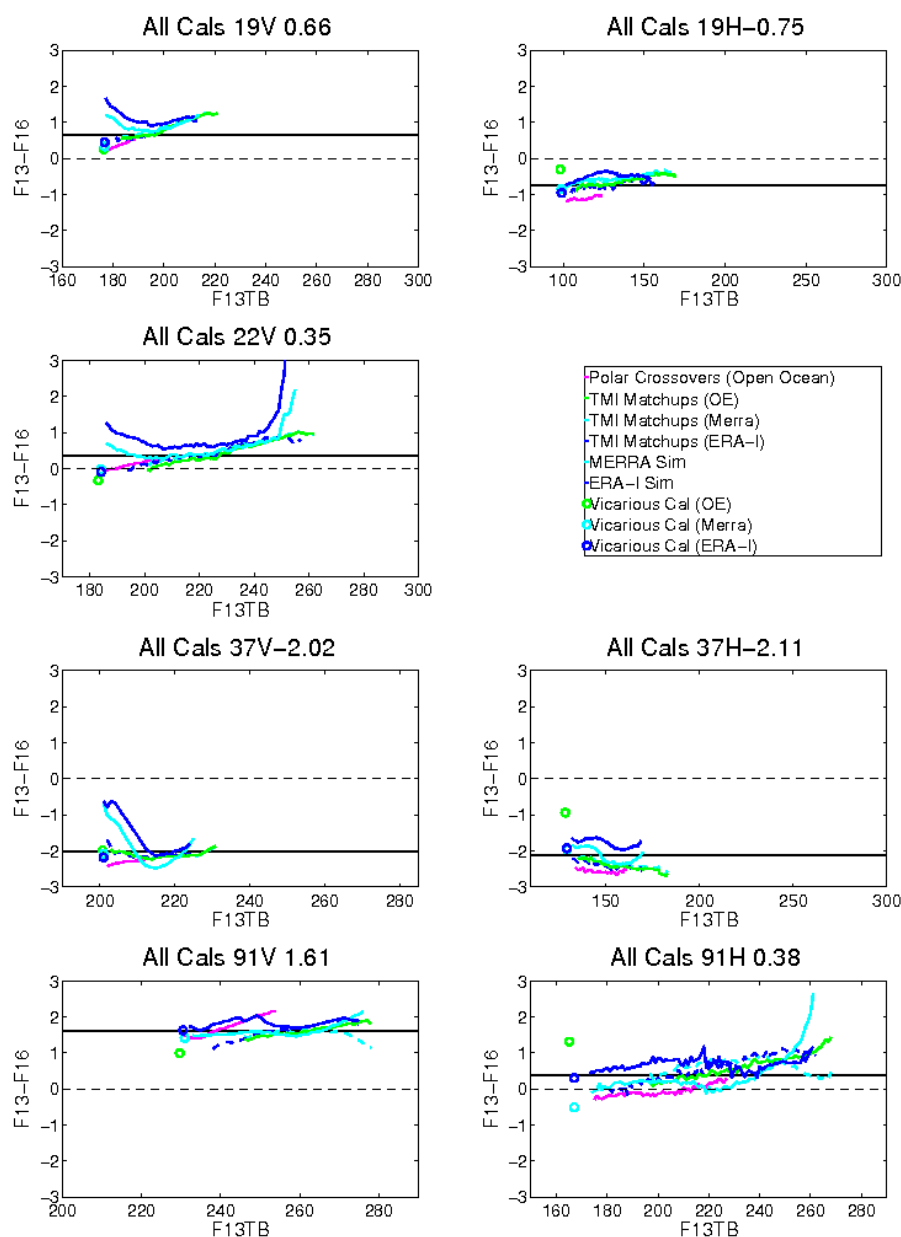 All Cals 19V 0.66
3
2
1
0
−1
−2
−3
F13−F16
160 180 200 220 240 260 280 300
F13TB
All Cals 19H−0.75
3
2
1
0
−1
−2
−3
F13−F16
100 150 200 250 300
F13TB
All Cals 22V 0.35
3
2
1
0
−1
−2
−3
F13−F16
180 200 220 240 260 280 300
F13TB
Polar Crossovers (Open Ocean)
TMI Matchups (OE)
TMI Matchups (Merra)
TMI Matchups (ERA−I)
MERRA Sim
ERA−I Sim
Vicarious Cal (OE)
Vicarious Cal (Merra)
Vicarious Cal (ERA−I)
All Cals 37V−2.02
3
2
1
0
−1
−2
−3
F13−F16
200 220 240 260 280
F13TB
All Cals 37H−2.11
3
2
1
0
−1
−2
−3
F13−F16
150 200 250 300
F13TB
All Cals 91V 1.61
3
2
1
0
−1
−2
−3
F13−F16
200 220 240 260 280
F13TB
All Cals 91H 0.38
3
2
1
0
−1
−2
−3
F13−F16
160 180 200 220 240 260 280
F13TB